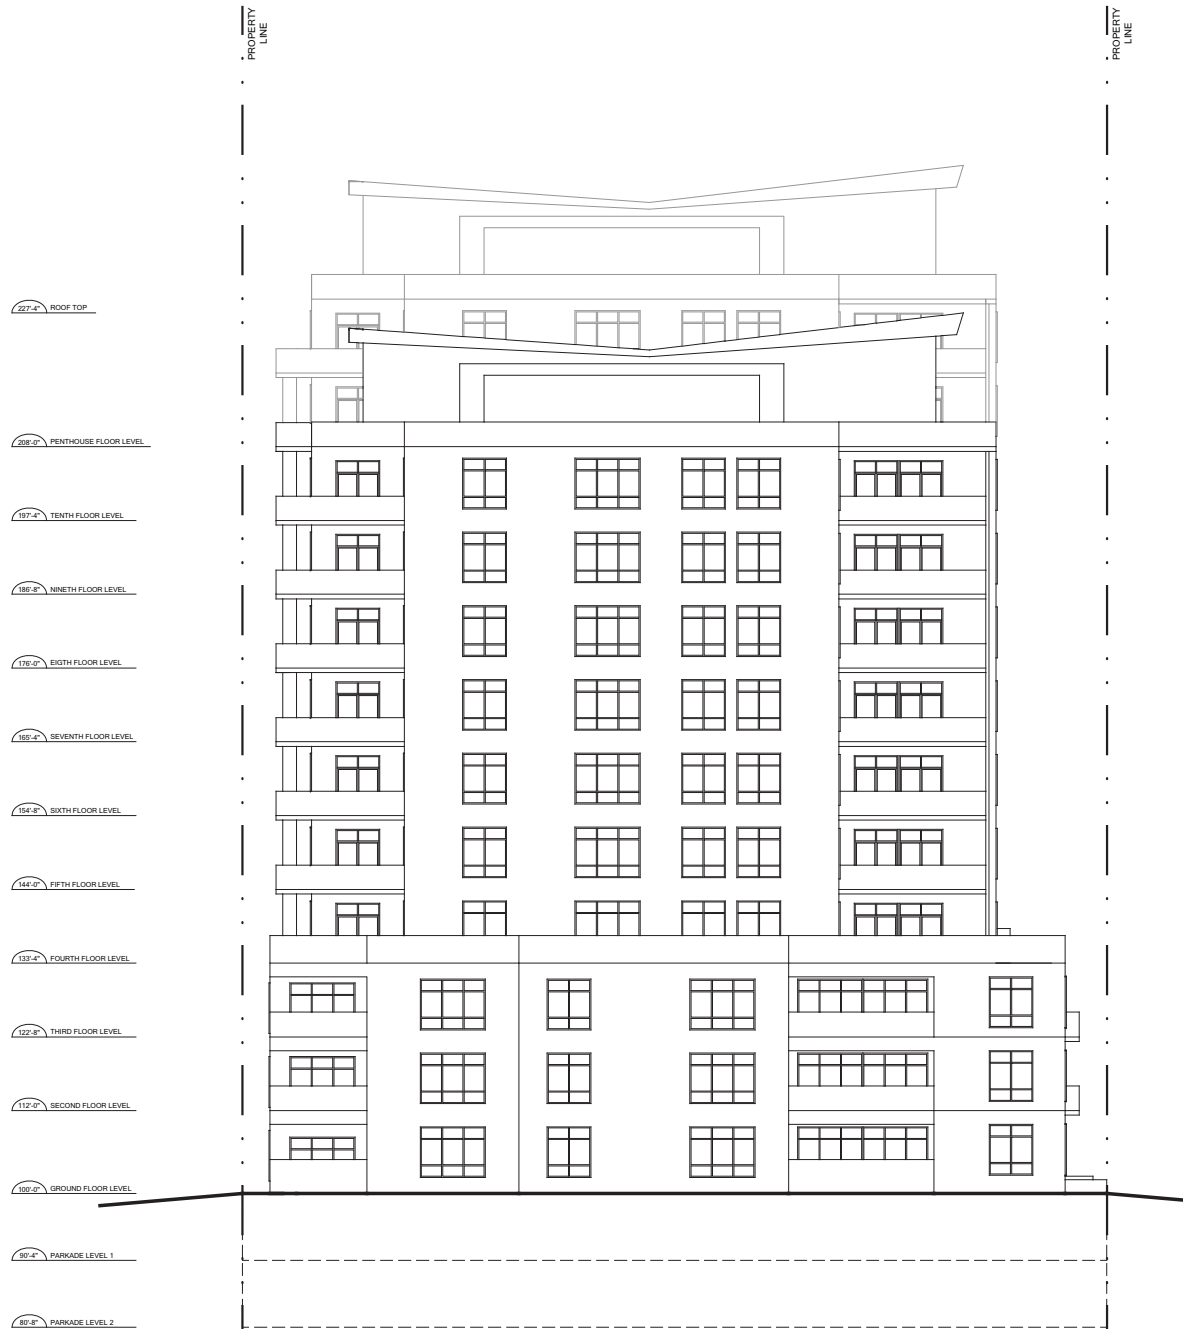 PROPERTY
LINE
PROPERTY
LINE
227'-4" ROOF TOP
208'-0" PENTHOUSE FLOOR LEVEL
197'-4" TENTH FLOOR LEVEL
186'-8" NINETH FLOOR LEVEL
176'-0" EIGTH FLOOR LEVEL
165'-4" SEVENTH FLOOR LEVEL
154'-8" SIXTH FLOOR LEVEL
144'-0" FIFTH FLOOR LEVEL
133'-4" FOURTH FLOOR LEVEL
122'-8" THIRD FLOOR LEVEL
112'-0" SECOND FLOOR LEVEL
100'-0" GROUND FLOOR LEVEL
90'-4" PARKADE LEVEL 1
80'-8" PARKADE LEVEL 2